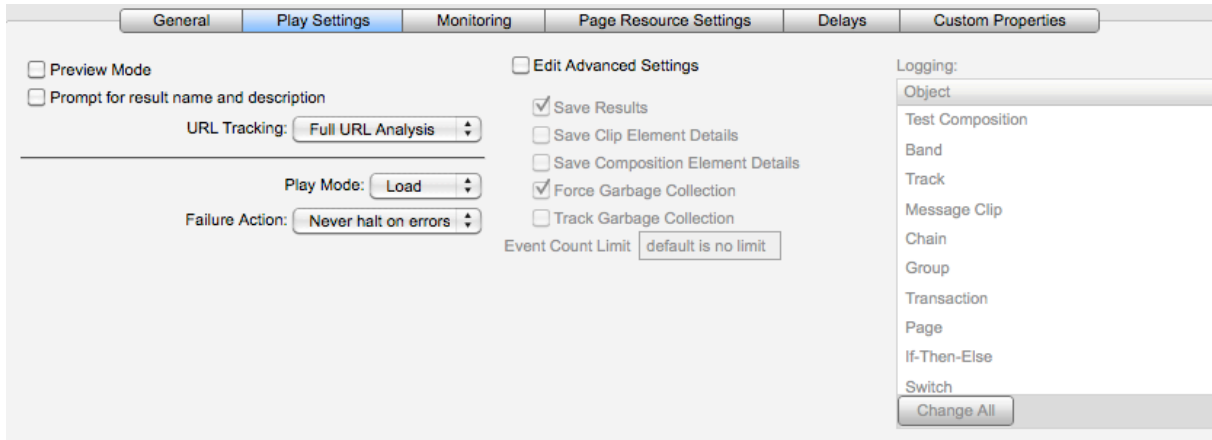 General Play Settings Monitoring Page Resource Settings Delays Custom Properties
Preview Mode
Prompt for result name and description
URL Tracking: Full URL Analysis
Play Mode: Load
Failure Action: Never halt on errors
Edit Advanced Settings
Save Results
Save Clip Element Details
Save Composition Element Details
Force Garbage Collection
Track Garbage Collection
Event Count Limit default is no limit
Logging:
Object
Test Composition
Band
Track
Message Clip
Chain
Group
Transaction
Page
If-Then-Else
Switch
Change All